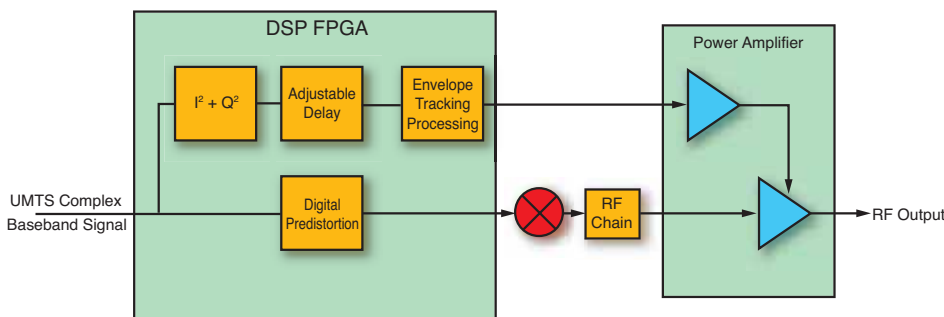 DSP FPGA
Power Amplifier
I² + Q²
Adjustable
Delay
Envelope
Tracking
Processing
UMTS Complex
Baseband Signal
Digital
Predistortion
RF
Chain
RF Output